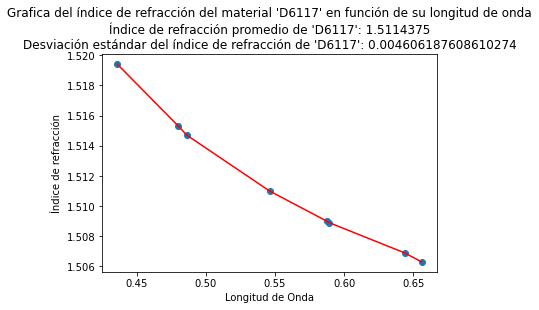 Grafica del índice de refracción del material 'D6117' en función de su longitud de onda
Índice de refracción promedio de 'D6117': 1.5114375
Desviación estándar del índice de refracción de 'D6117': 0.004606187608610274
1.520
1.518
1.516
1.514
1.512
1.510
1.508
1.506
Índice de refracción
0.45
0.50
0.55
0.60
0.65
Longitud de Onda